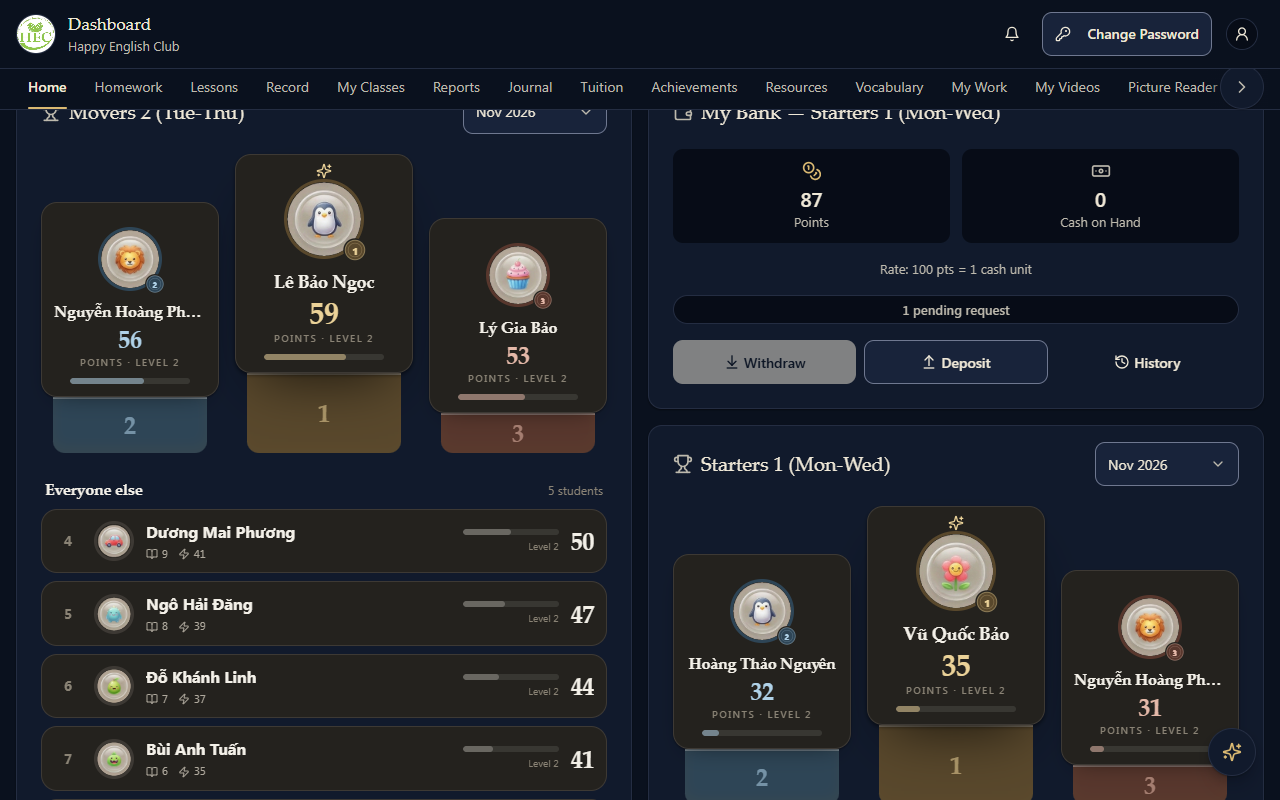 HEC
Dashboard
Happy English Club
Change Password
Home
Homework
Lessons
Record
My Classes
Reports
Journal
Tuition
Achievements
Resources
Vocabulary
My Work
My Videos
Picture Reader
Movers 2 (Tue-Thu)
Nov 2026
2
Nguyễn Hoàng Ph...
56
POINTS · LEVEL 2
2
1
Lê Bảo Ngọc
59
POINTS · LEVEL 2
1
3
Lý Gia Bảo
53
POINTS · LEVEL 2
3
Everyone else
5 students
4
Dương Mai Phương
9
41
Level 2
50
5
Ngô Hải Đăng
8
39
Level 2
47
6
Đỗ Khánh Linh
7
37
Level 2
44
7
Bùi Anh Tuấn
6
35
Level 2
41
My Bank — Starters 1 (Mon-Wed)
87
Points
0
Cash on Hand
Rate: 100 pts = 1 cash unit
1 pending request
Withdraw
Deposit
History
Starters 1 (Mon-Wed)
Nov 2026
2
Hoàng Thảo Nguyên
32
POINTS · LEVEL 2
2
1
Vũ Quốc Bảo
35
POINTS · LEVEL 2
1
3
Nguyễn Hoàng Ph...
31
POINTS · LEVEL 2
3